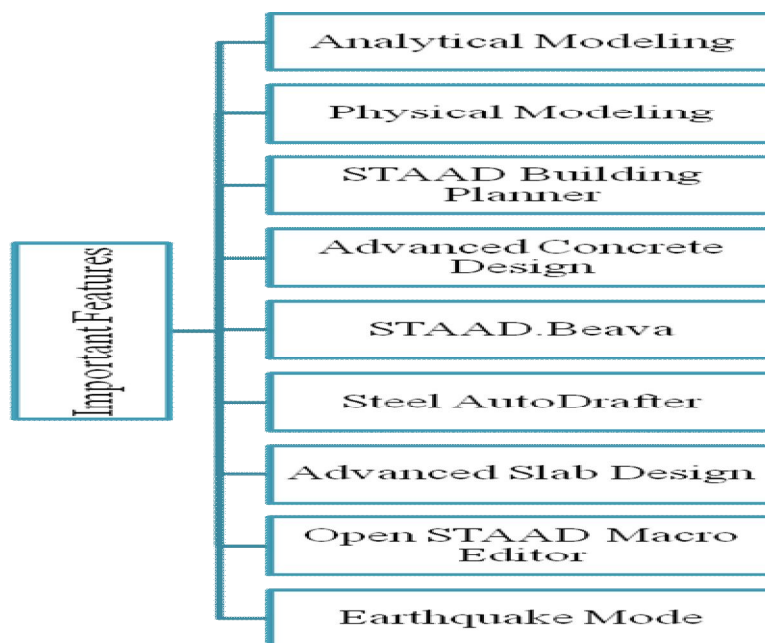 Important Features
Analytical Modeling
Physical Modeling
STAAD Building
Planner
Advanced Concrete
Design
STAAD.Beava
Steel AutoDrafter
Advanced Slab Design
Open STAAD Macro
Editor
Earthquake Mode